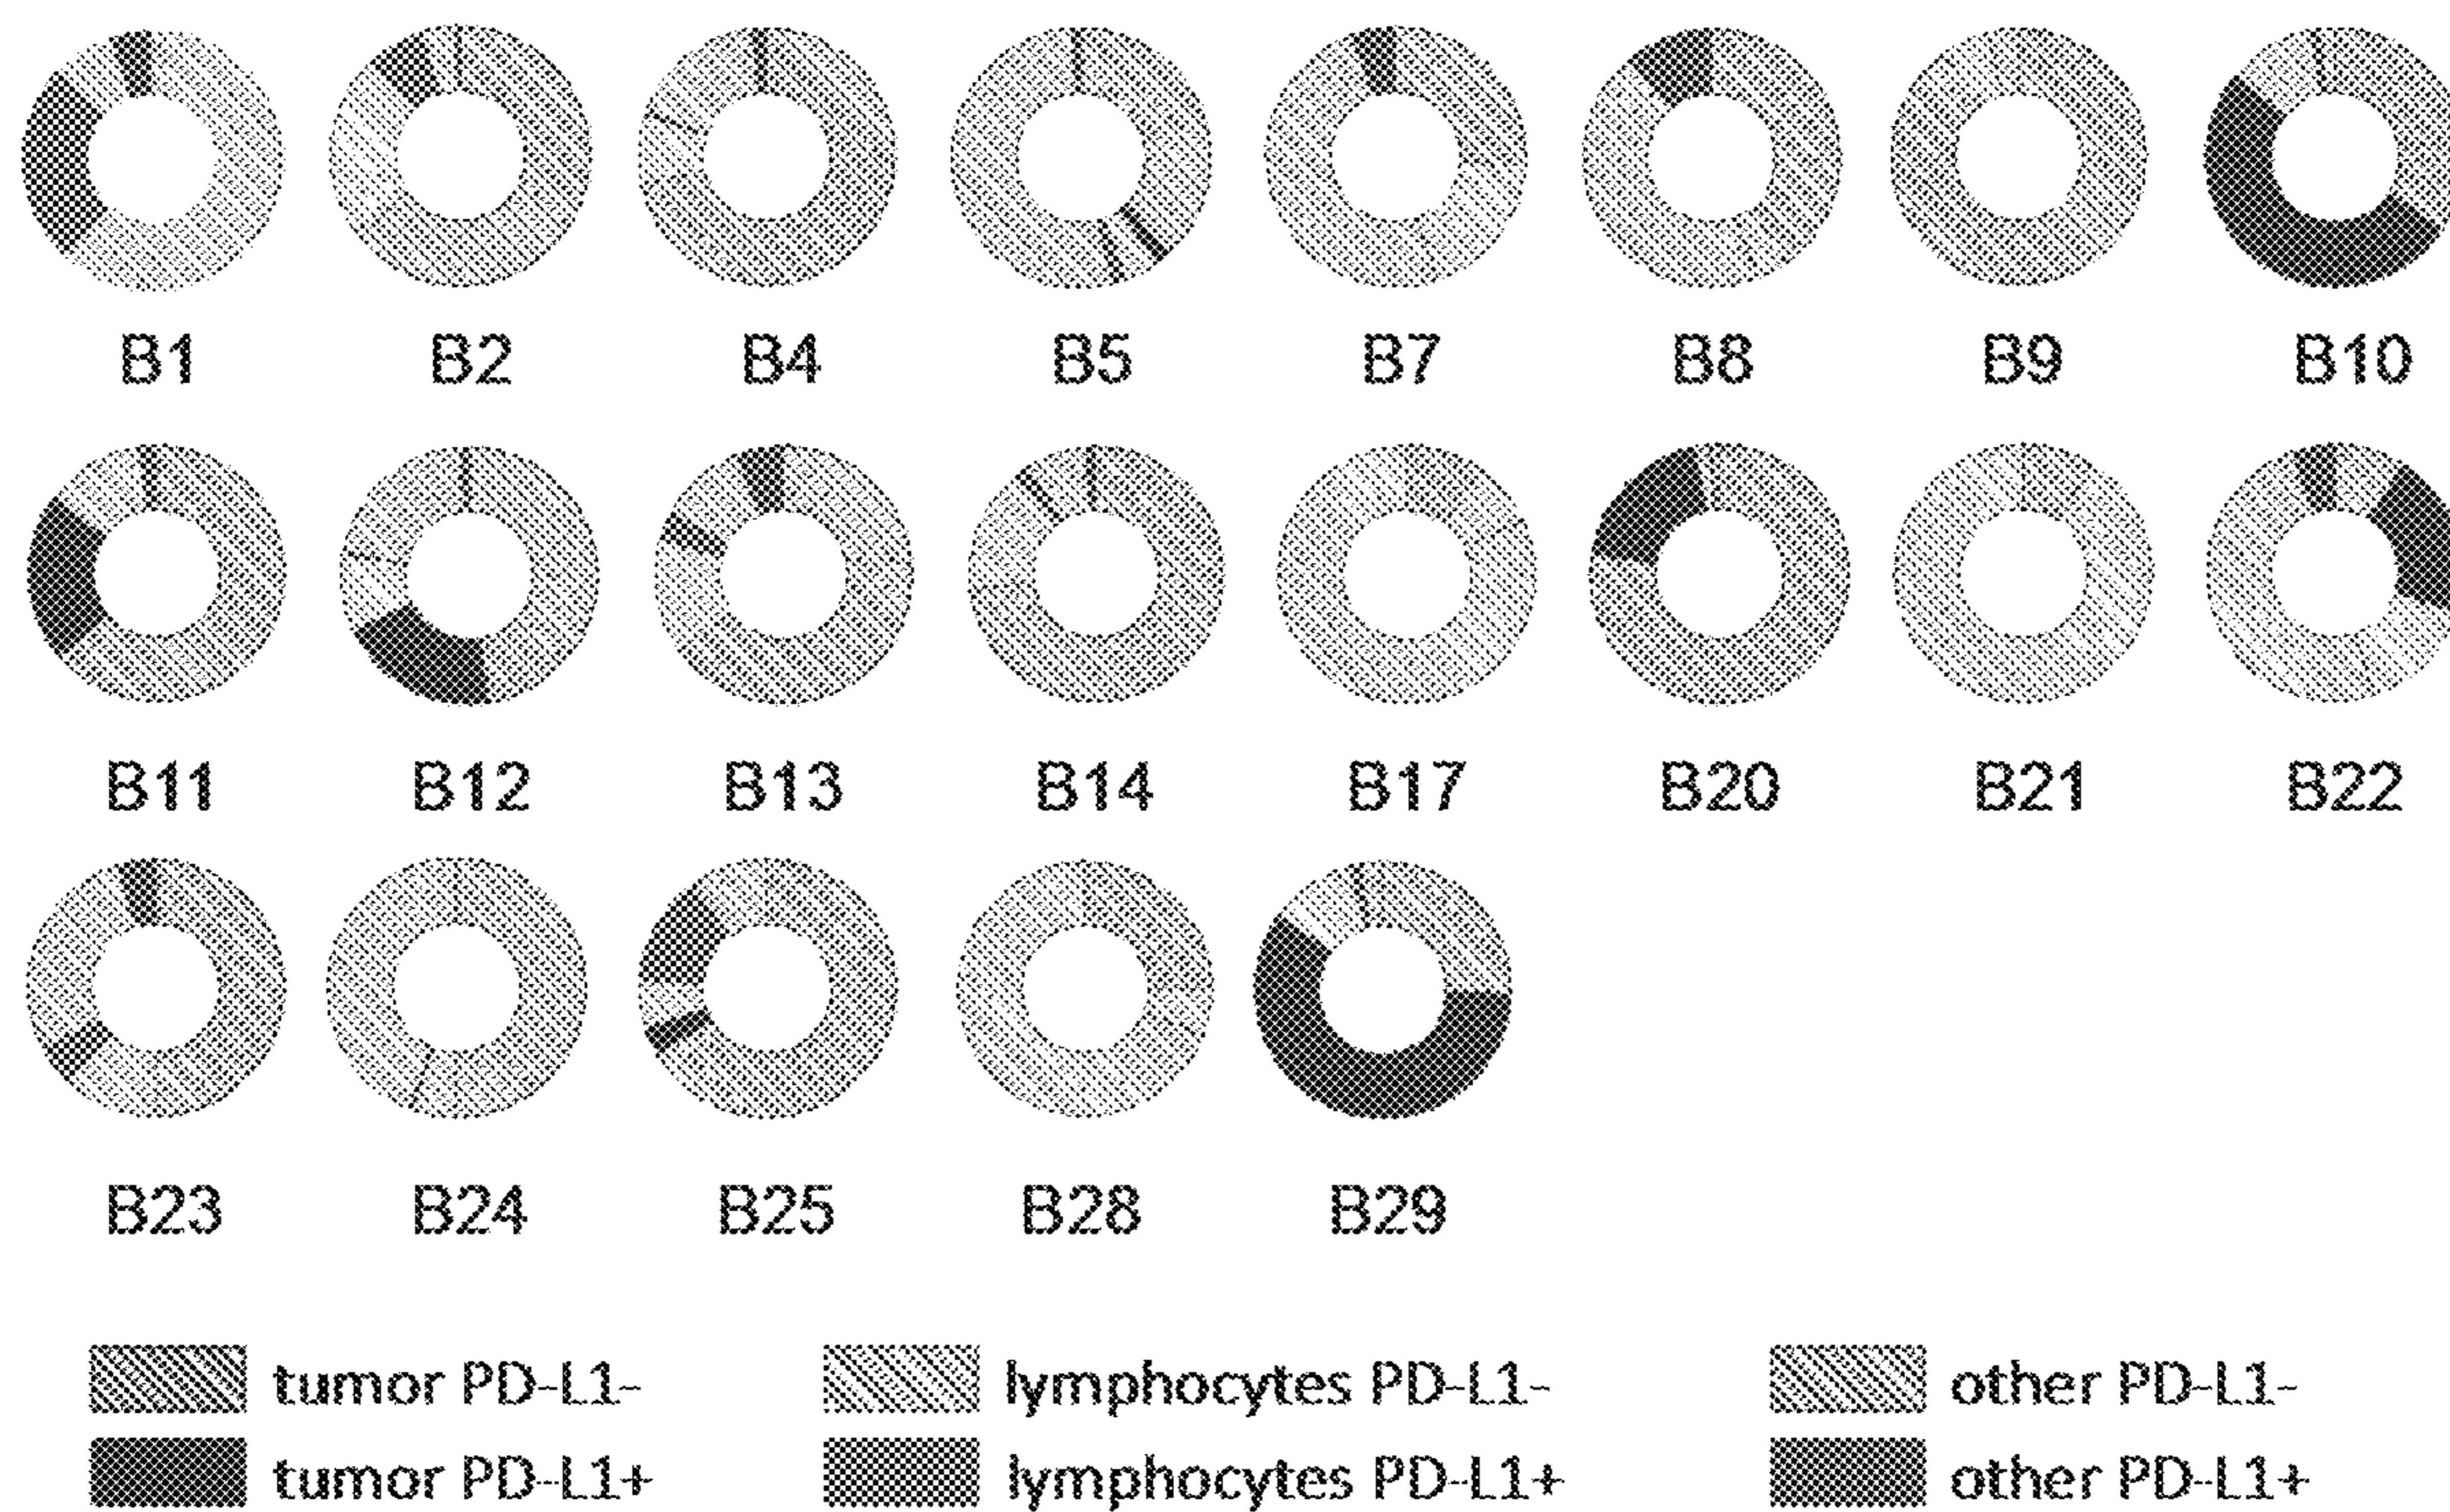 B1 B2 B4 B5 B7 B8 B9 B10
B11 B12 B13 B14 B17 B20 B21 B22
B23 B24 B25 B28 B29
tumor PD-L1- lymphocytes PD-L1- other PD-L1-
tumor PD-L1+ lymphocytes PD-L1+ other PD-L1+